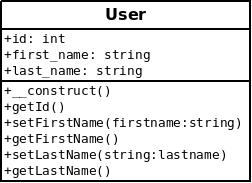 User
+id: int
+first_name: string
+last_name: string
+__construct()
+getId()
+setFirstName(firstname:string)
+getFirstName()
+setLastName(string:lastname)
+getLastName()